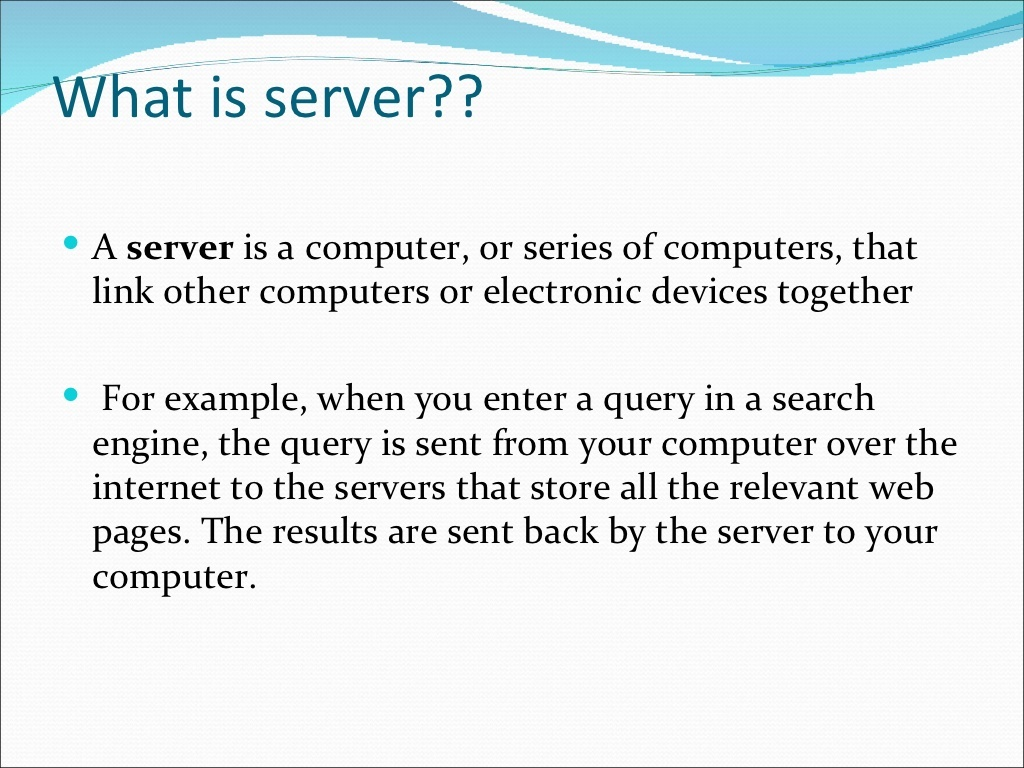 What is server??
• A server is a computer, or series of computers, that
link other computers or electronic devices together
• For example, when you enter a query in a search
engine, the query is sent from your computer over the
internet to the servers that store all the relevant web
pages. The results are sent back by the server to your
computer.